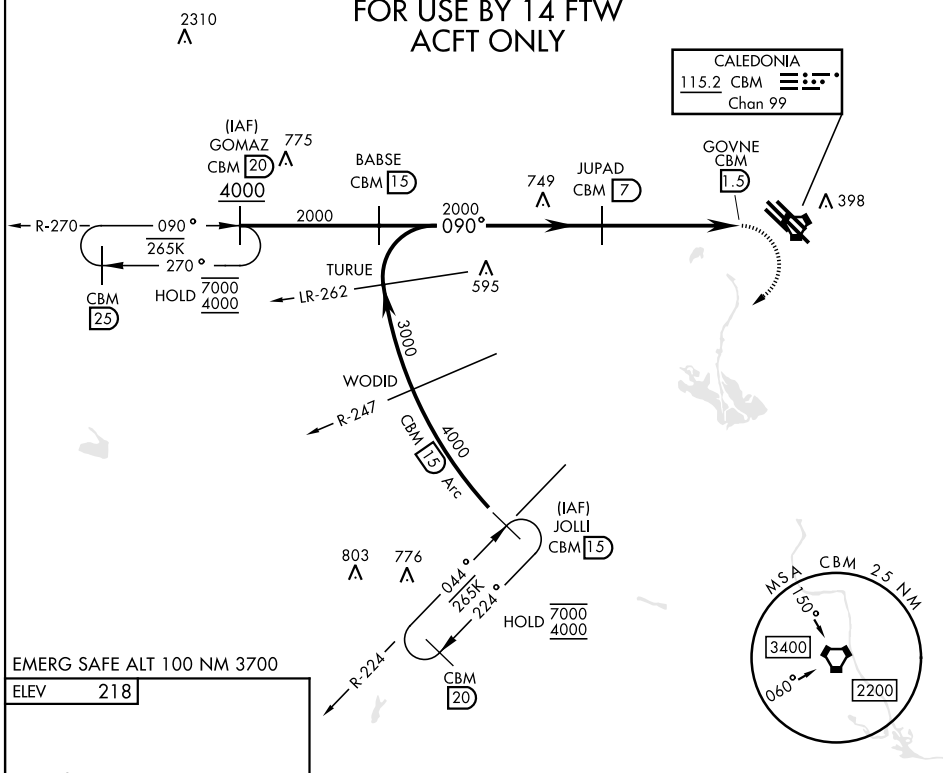 FOR USE BY 14 FTW
ACFT ONLY
2310
CALEDONIA
115.2 CBM
Chan 99
(IAF)
GOMAZ
CBM 20
4000
775
BABSE
CBM 15
749
JUPAD
CBM 7
GOVNE
CBM
1.5
398
R-270
090°
265K
270°
2000
2000
090°
CBM
25
HOLD 7000
4000
TURUE
LR-262
595
3000
WODID
R-247
4000
CBM 15 Arc
(IAF)
JOLLI
CBM 15
803
776
044°
265K
224°
HOLD 7000
4000
R-224
CBM
20
MSA CBM 25 NM
150°
3400
060°
2200
EMERG SAFE ALT 100 NM 3700
ELEV 218